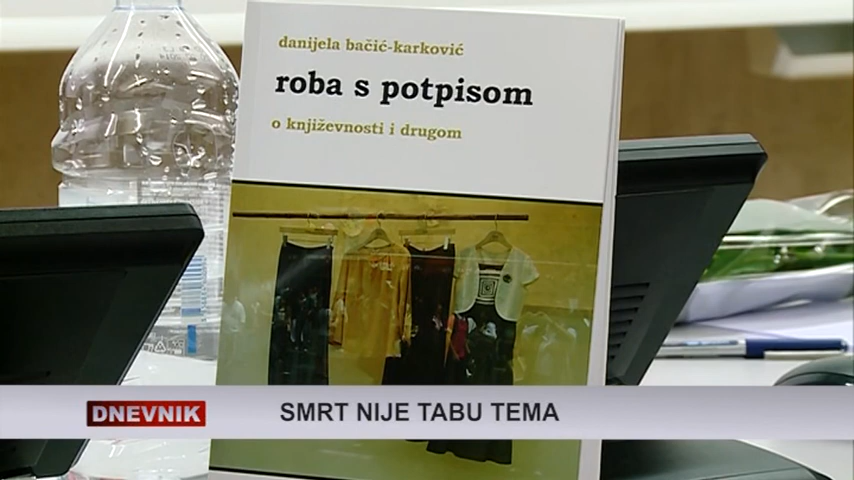 danijela bačić-karković
roba s potpisom
o književnosti i drugom
DNEVNIK
SMRT NIJE TABU TEMA